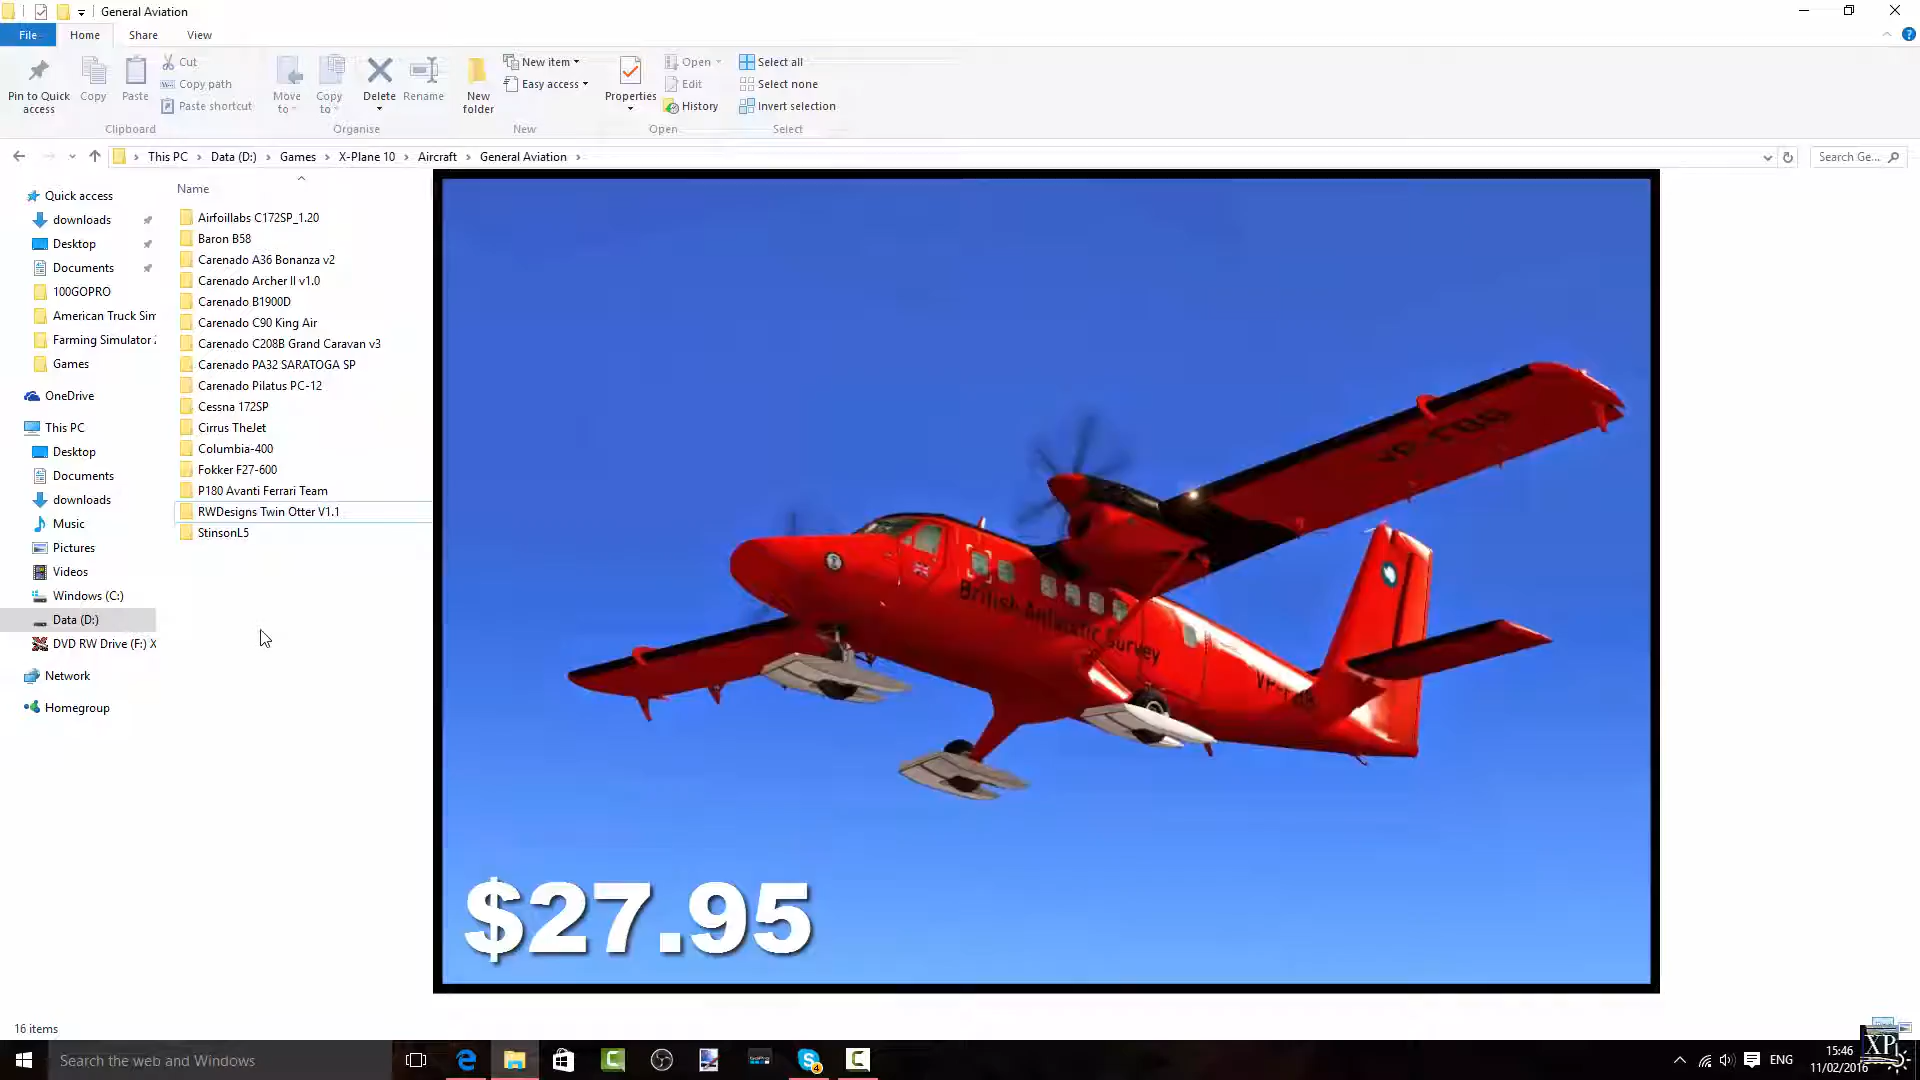 General Aviation
File Home Share View
Pin to Quick access
Copy
Paste
Cut
Copy path
Paste shortcut
Clipboard
Move to
Copy to
Delete
Rename
Organise
New folder
New item
Easy access
New
Properties
Open
Edit
History
Open
Select all
Select none
Invert selection
Select
This PC Data (D:) Games X-Plane 10 Aircraft General Aviation
Search Ge...
Quick access
downloads
Desktop
Documents
100GOPRO
American Truck Sim
Farming Simulator
Games
OneDrive
This PC
Desktop
Documents
downloads
Music
Pictures
Videos
Windows (C:)
Data (D:)
DVD RW Drive (F:) X
Network
Homegroup
Name
Airfoillabs C172SP_1.20
Baron B58
Carenado A36 Bonanza v2
Carenado Archer II v1.0
Carenado B1900D
Carenado C90 King Air
Carenado C208B Grand Caravan v3
Carenado PA32 SARATOGA SP
Carenado Pilatus PC-12
Cessna 172SP
Cirrus TheJet
Columbia-400
Fokker F27-600
P180 Avanti Ferrari Team
RWDesigns Twin Otter V1.1
StinsonL5
British Antarctic Survey
$27.95
16 items
Search the web and Windows
GoPro
4
ENG
15:46
11/02/2016
XP